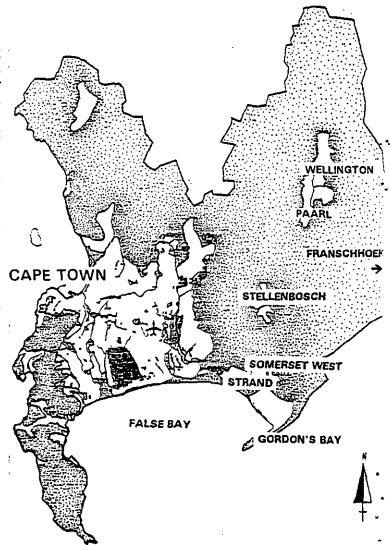 WELLINGTON
PAARL
FRANSCHHOEK
CAPE TOWN
STELLENBOSCH
SOMERSET WEST
STRAND
FALSE BAY
GORDON'S BAY
N